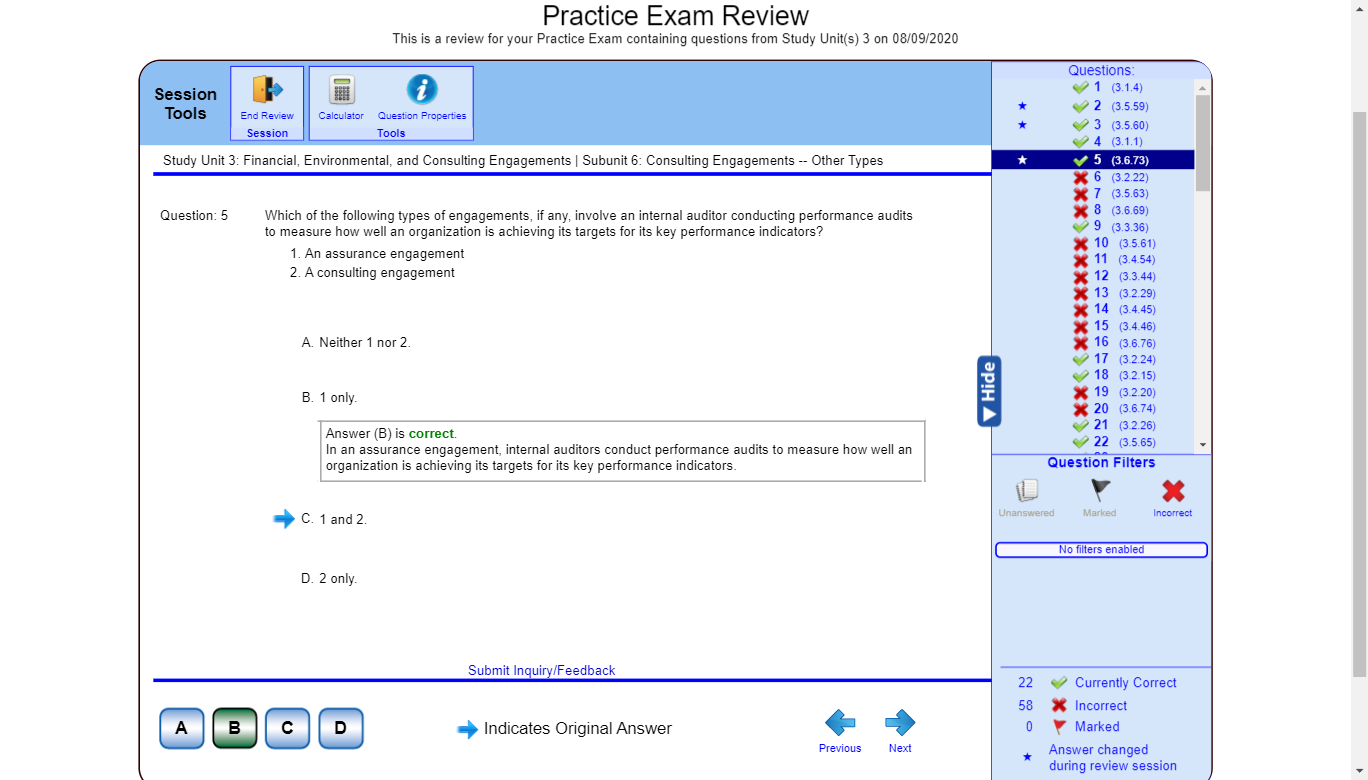 Practice Exam Review
This is a review for your Practice Exam containing questions from Study Unit(s) 3 on 08/09/2020
Session
Tools
End Review
Session
Calculator
Question Properties
Tools
Study Unit 3: Financial, Environmental, and Consulting Engagements | Subunit 6: Consulting Engagements -- Other Types
Question: 5
Which of the following types of engagements, if any, involve an internal auditor conducting performance audits
to measure how well an organization is achieving its targets for its key performance indicators?
1. An assurance engagement
2. A consulting engagement
A. Neither 1 nor 2.
B. 1 only.
Answer (B) is correct.
In an assurance engagement, internal auditors conduct performance audits to measure how well an
organization is achieving its targets for its key performance indicators.
C. 1 and 2.
D. 2 only.
Submit Inquiry/Feedback
A
B
C
D
Indicates Original Answer
Previous
Next
Hide
Questions:
1 (3.1.4)
2 (3.5.59)
3 (3.5.60)
4 (3.1.1)
5 (3.6.73)
6 (3.2.22)
7 (3.5.63)
8 (3.6.69)
9 (3.3.36)
10 (3.5.61)
11 (3.4.54)
12 (3.3.44)
13 (3.2.29)
14 (3.4.45)
15 (3.4.46)
16 (3.6.76)
17 (3.2.24)
18 (3.2.15)
19 (3.2.20)
20 (3.6.74)
21 (3.2.26)
22 (3.5.65)
Question Filters
Unanswered
Marked
Incorrect
No filters enabled
22 Currently Correct
58 Incorrect
0 Marked
Answer changed
during review session